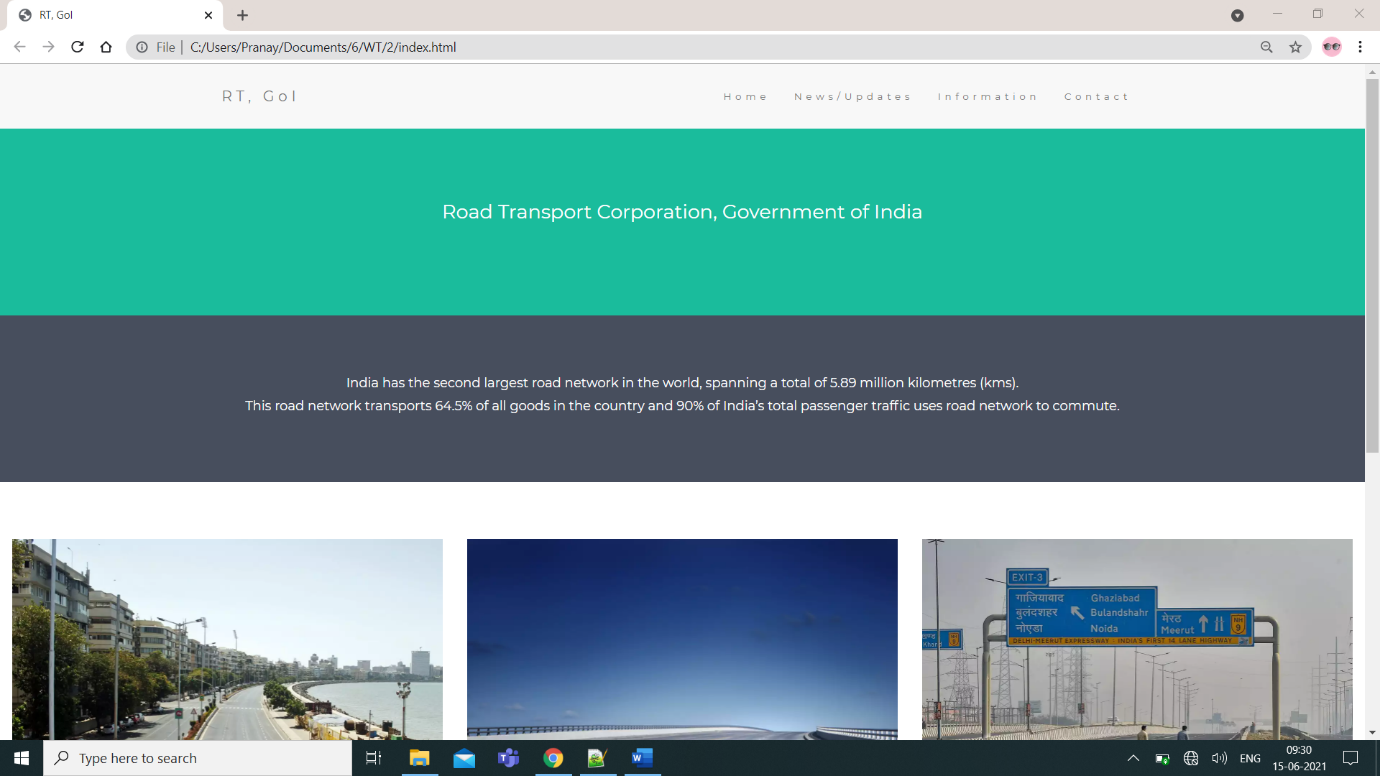 RT, GoI
File | C:/Users/Pranay/Documents/6/WT/2/index.html
RT, GoI
Home News/Updates Information Contact
Road Transport Corporation, Government of India
India has the second largest road network in the world, spanning a total of 5.89 million kilometres (kms).
This road network transports 64.5% of all goods in the country and 90% of India's total passenger traffic uses road network to commute.
EXIT-3
गाजियाबाद Ghaziabad
बुलंदशहर Bulandshahr
नोएडा Noida
मेरठ
Meerut
NH
9
DELHI-MEERUT EXPRESSWAY - INDIA'S FIRST 14 LANE HIGHWAY
Type here to search
ENG
09:30
15-06-2021